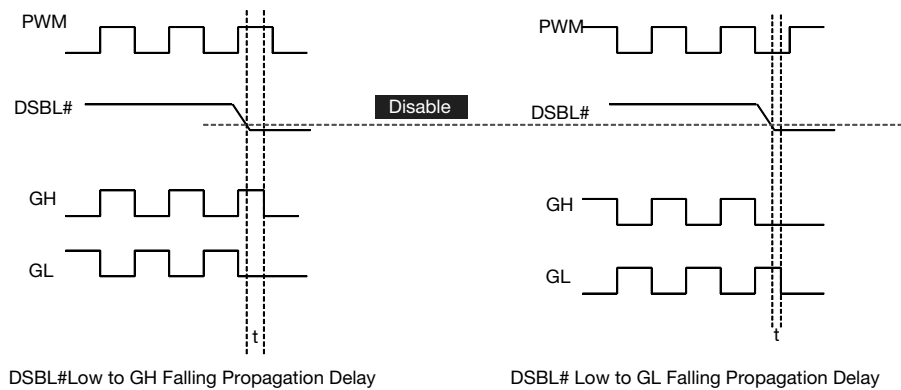 PWM
DSBL#
GH
GL
t
DSBL#Low to GH Falling Propagation Delay
Disable
PWM
DSBL#
GH
GL
t
DSBL# Low to GL Falling Propagation Delay